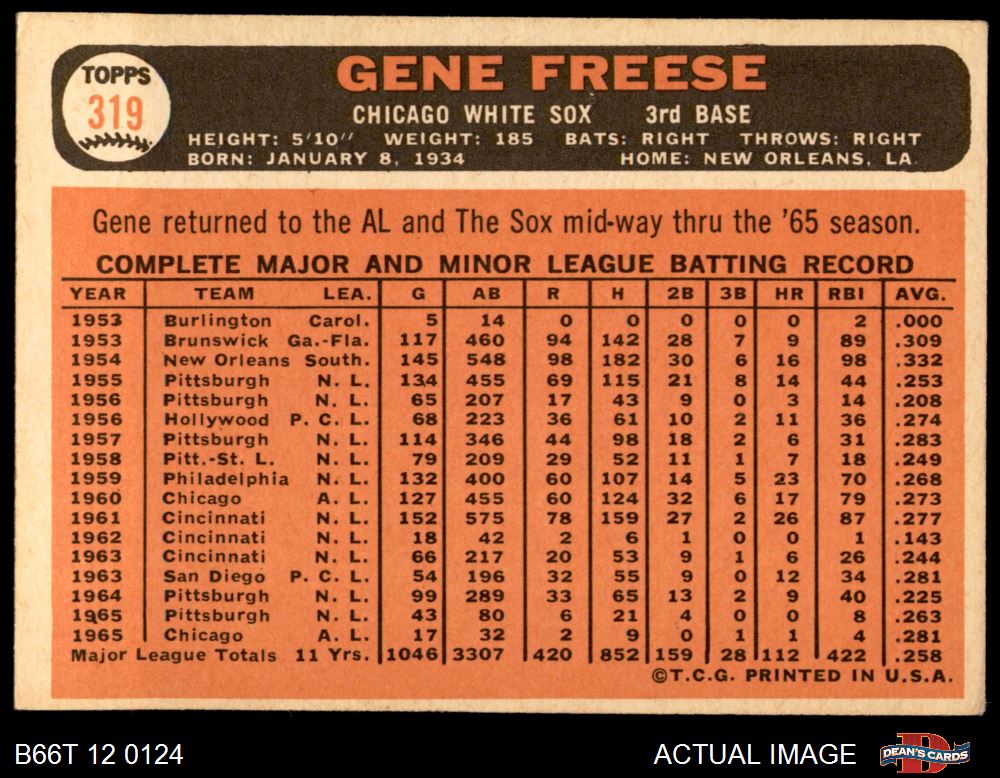 TOPPS
319
GENE FREESE
CHICAGO WHITE SOX 3rd BASE
HEIGHT: 5'10" WEIGHT: 185 BATS: RIGHT THROWS: RIGHT
BORN: JANUARY 8, 1934 HOME: NEW ORLEANS, LA.
Gene returned to the AL and The Sox mid-way thru the '65 season.
COMPLETE MAJOR AND MINOR LEAGUE BATTING RECORD
YEAR TEAM LEA. G AB R H 2B 3B HR RBI AVG.
1953 Burlington Carol. 5 14 0 0 0 0 0 2 .000
1953 Brunswick Ga.-Fla. 117 460 94 142 28 7 9 89 .309
1954 New Orleans South. 145 548 98 182 30 6 16 98 .332
1955 Pittsburgh N. L. 134 455 69 115 21 8 14 44 .253
1956 Pittsburgh N. L. 65 207 17 43 9 0 3 14 .208
1956 Hollywood P. C. L. 68 223 36 61 10 2 11 36 .274
1957 Pittsburgh N. L. 114 346 44 98 18 2 6 31 .283
1958 Pitt.-St. L. N. L. 79 209 29 52 11 1 7 18 .249
1959 Philadelphia N. L. 132 400 60 107 14 5 23 70 .268
1960 Chicago A. L. 127 455 60 124 32 6 17 79 .273
1961 Cincinnati N. L. 152 575 78 159 27 2 26 87 .277
1962 Cincinnati N. L. 18 42 2 6 1 0 0 1 .143
1963 Cincinnati N. L. 66 217 20 53 9 1 6 26 .244
1963 San Diego P. C. L. 54 196 32 55 9 0 12 34 .281
1964 Pittsburgh N. L. 99 289 33 65 13 2 9 40 .225
1965 Pittsburgh N. L. 43 80 6 21 4 0 0 8 .263
1965 Chicago A. L. 17 32 2 9 0 1 1 4 .281
Major League Totals 11 Yrs. 1046 3307 420 852 159 28 112 422 .258
©T.C.G. PRINTED IN U.S.A.
B66T 12 0124 ACTUAL IMAGE
DEAN'S CARDS